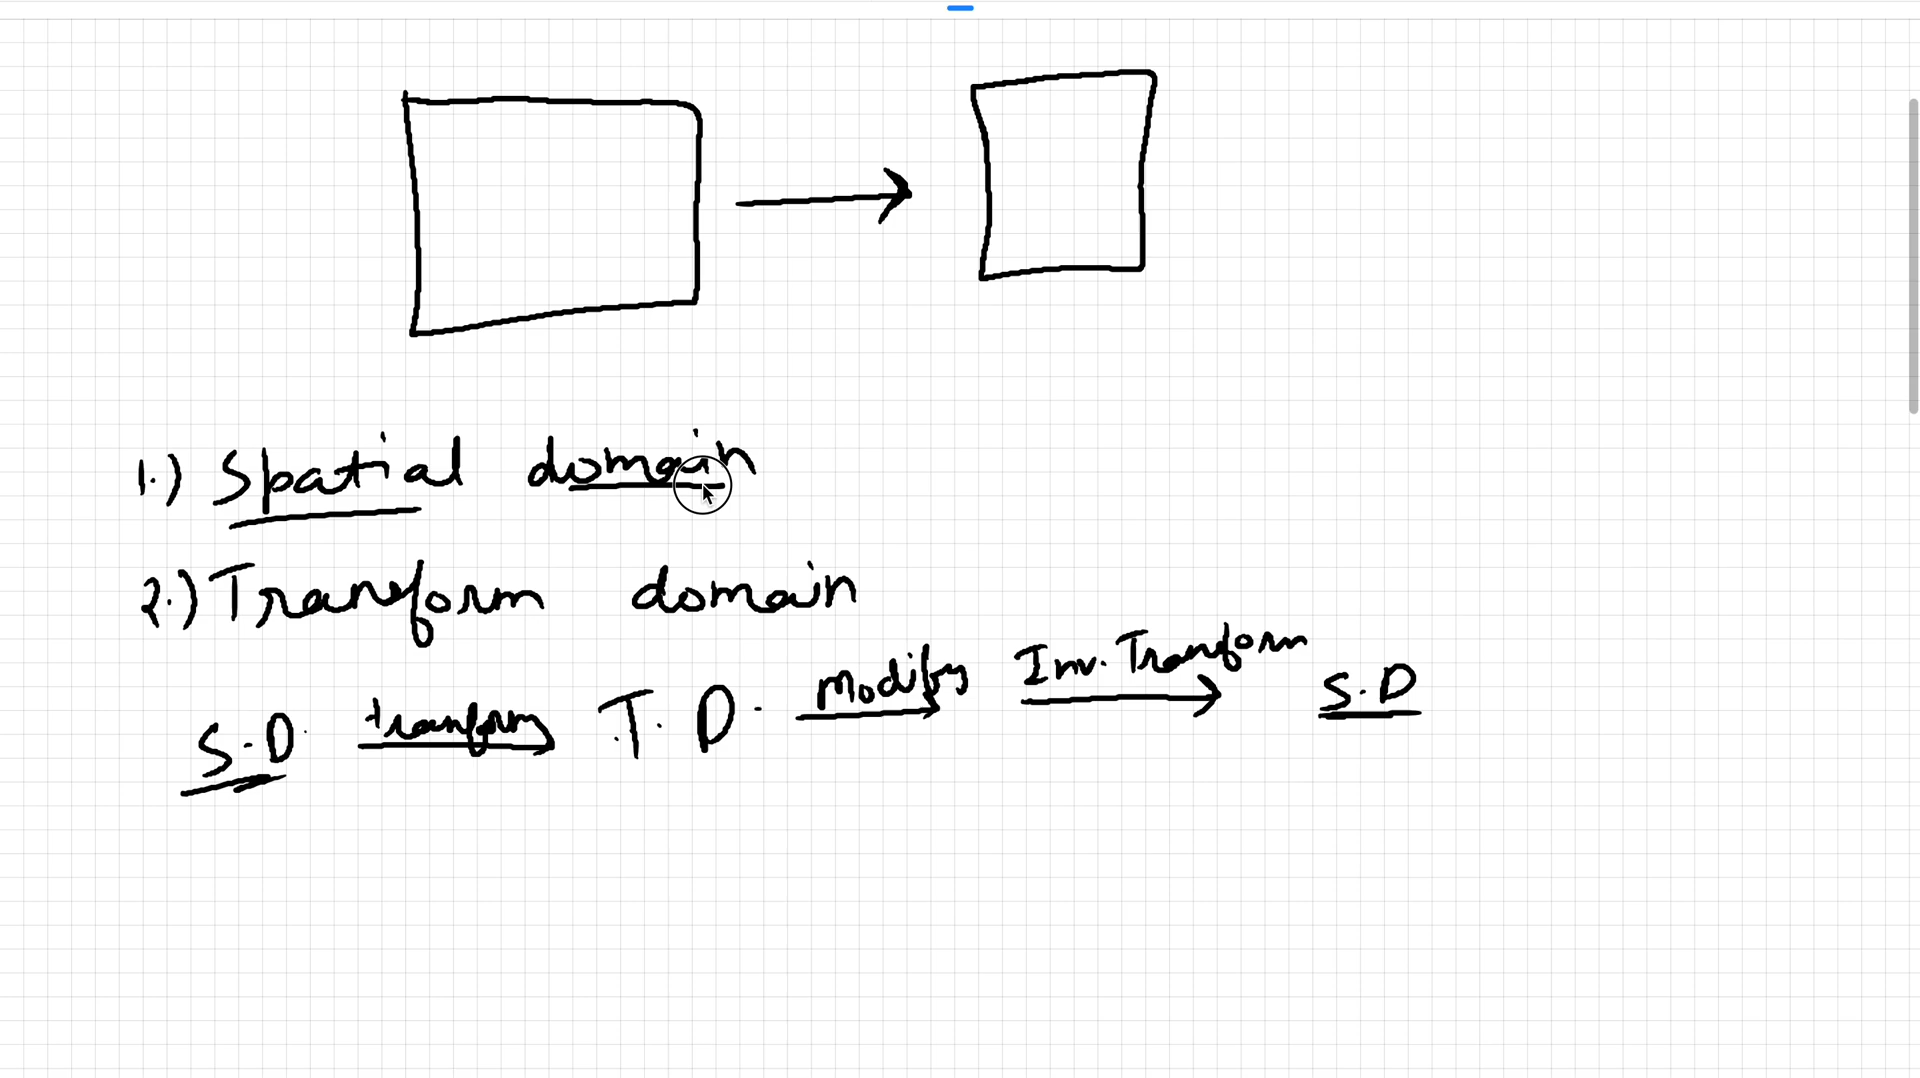 1.) Spatial domain
2.) Transform domain
S.D. transform T.D. Modify Inv. Transform S.D